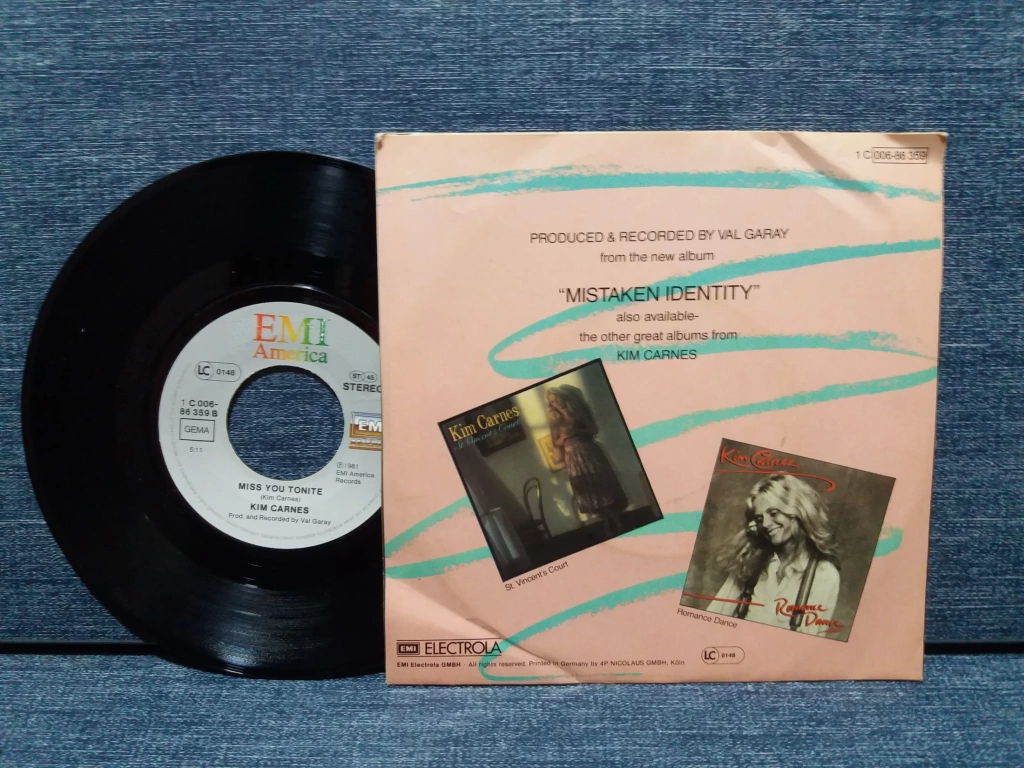 EMI
America
LC 0148
ST 45
STEREO
1 C 006-
86 359 B
GEMA
EMI
5:11
℗1981
EMI America
Records
MISS YOU TONITE
(Kim Carnes)
KIM CARNES
Prod. and Recorded by Val Garay
1 C 006-86 359
PRODUCED & RECORDED BY VAL GARAY
from the new album
"MISTAKEN IDENTITY"
also available-
the other great albums from
KIM CARNES
Kim Carnes
St. Vincent's Court
St. Vincent's Court
Kim Carnes
Romance
Dance
Romance Dance
EMI ELECTROLA
EMI Electrola GMBH · All rights reserved. Printed in Germany by 4P NICOLAUS GMBH, Köln
LC 0148